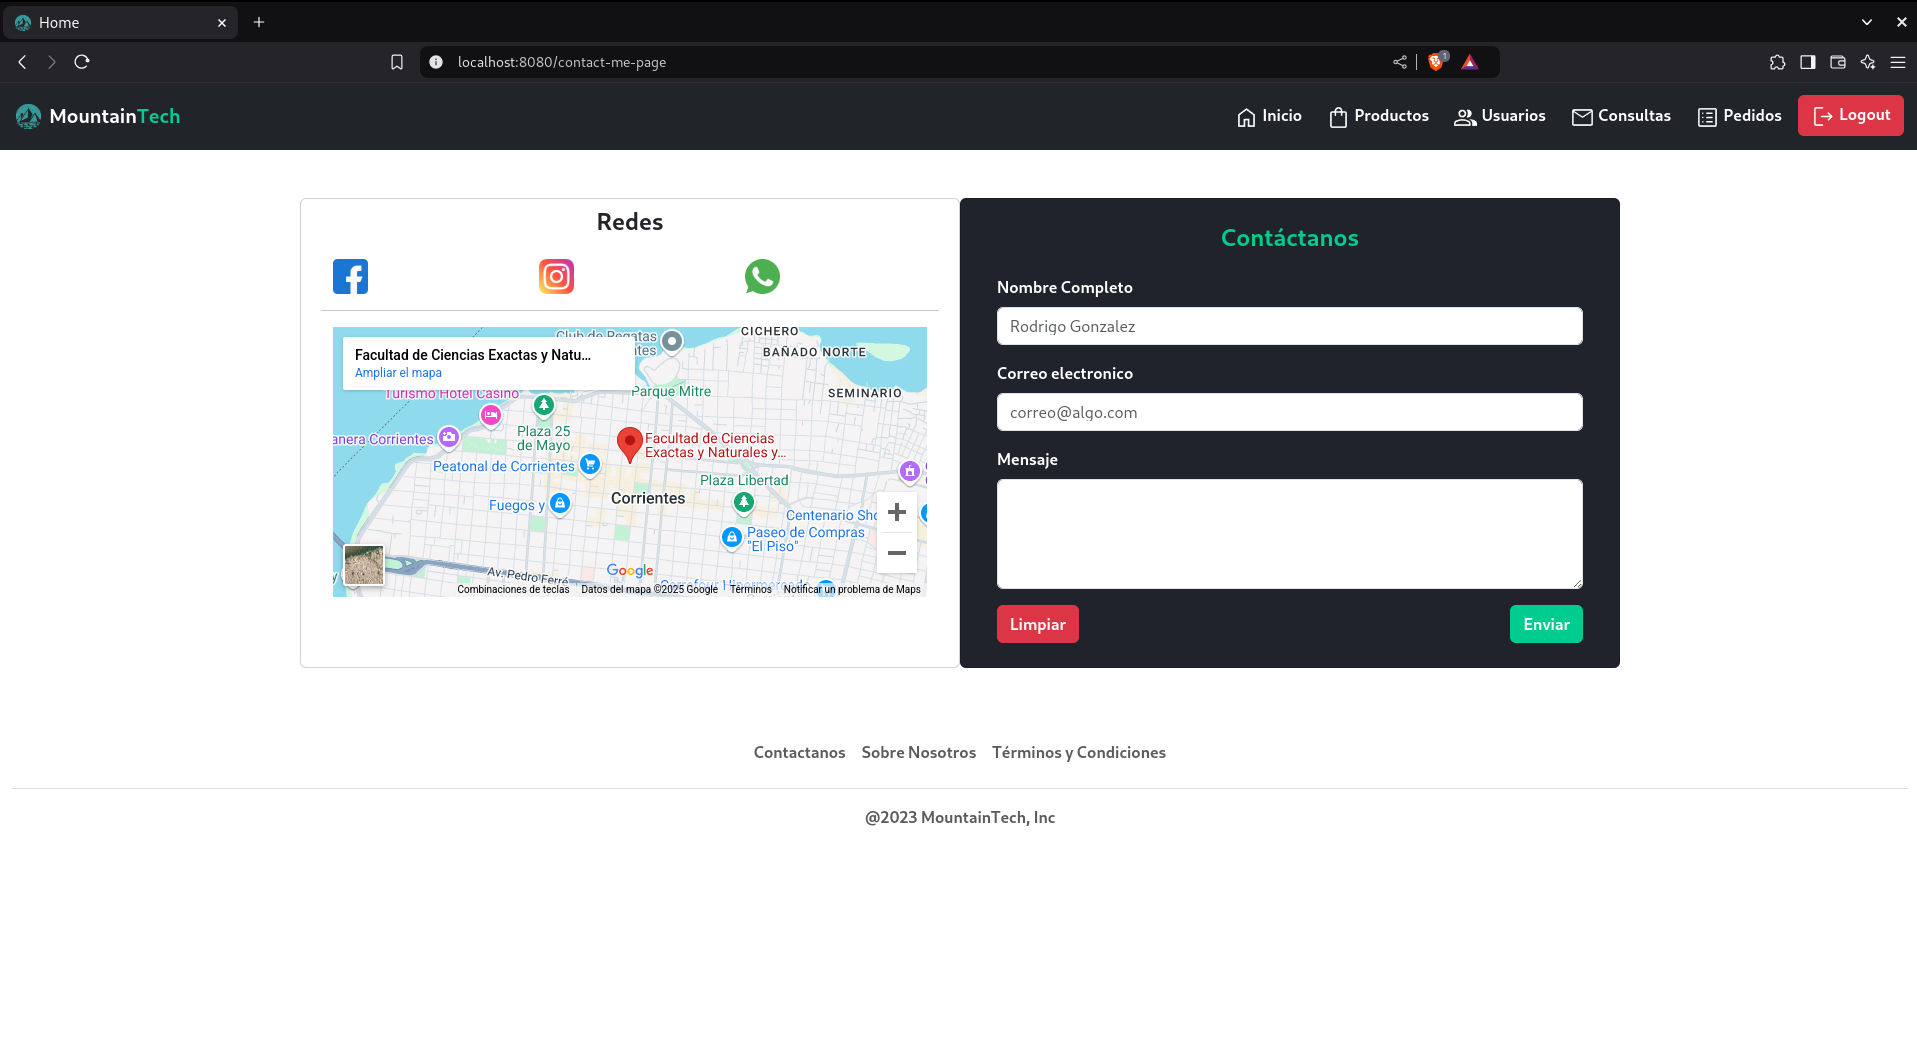 Home
localhost:8080/contact-me-page
1
MountainTech
Inicio
Productos
Usuarios
Consultas
Pedidos
Logout
Redes
Facultad de Ciencias Exactas y Natu...
Ampliar el mapa
Club de Regatas
CICHERO
BAÑADO NORTE
SEMINARIO
Turismo Hotel Casino
Parque Mitre
Plaza 25
de Mayo
anera Corrientes
Facultad de Ciencias
Exactas y Naturales y...
Peatonal de Corrientes
Plaza Libertad
Corrientes
Fuegos y
Centenario Sho
Paseo de Compras
"El Piso"
Av. Pedro Ferré
Google
Carrefour Hipermercado
Combinaciones de teclas
Datos del mapa ©2025 Google
Términos
Notificar un problema de Maps
Contáctanos
Nombre Completo
Rodrigo Gonzalez
Correo electronico
correo@algo.com
Mensaje
Limpiar
Enviar
Contactanos
Sobre Nosotros
Términos y Condiciones
@2023 MountainTech, Inc